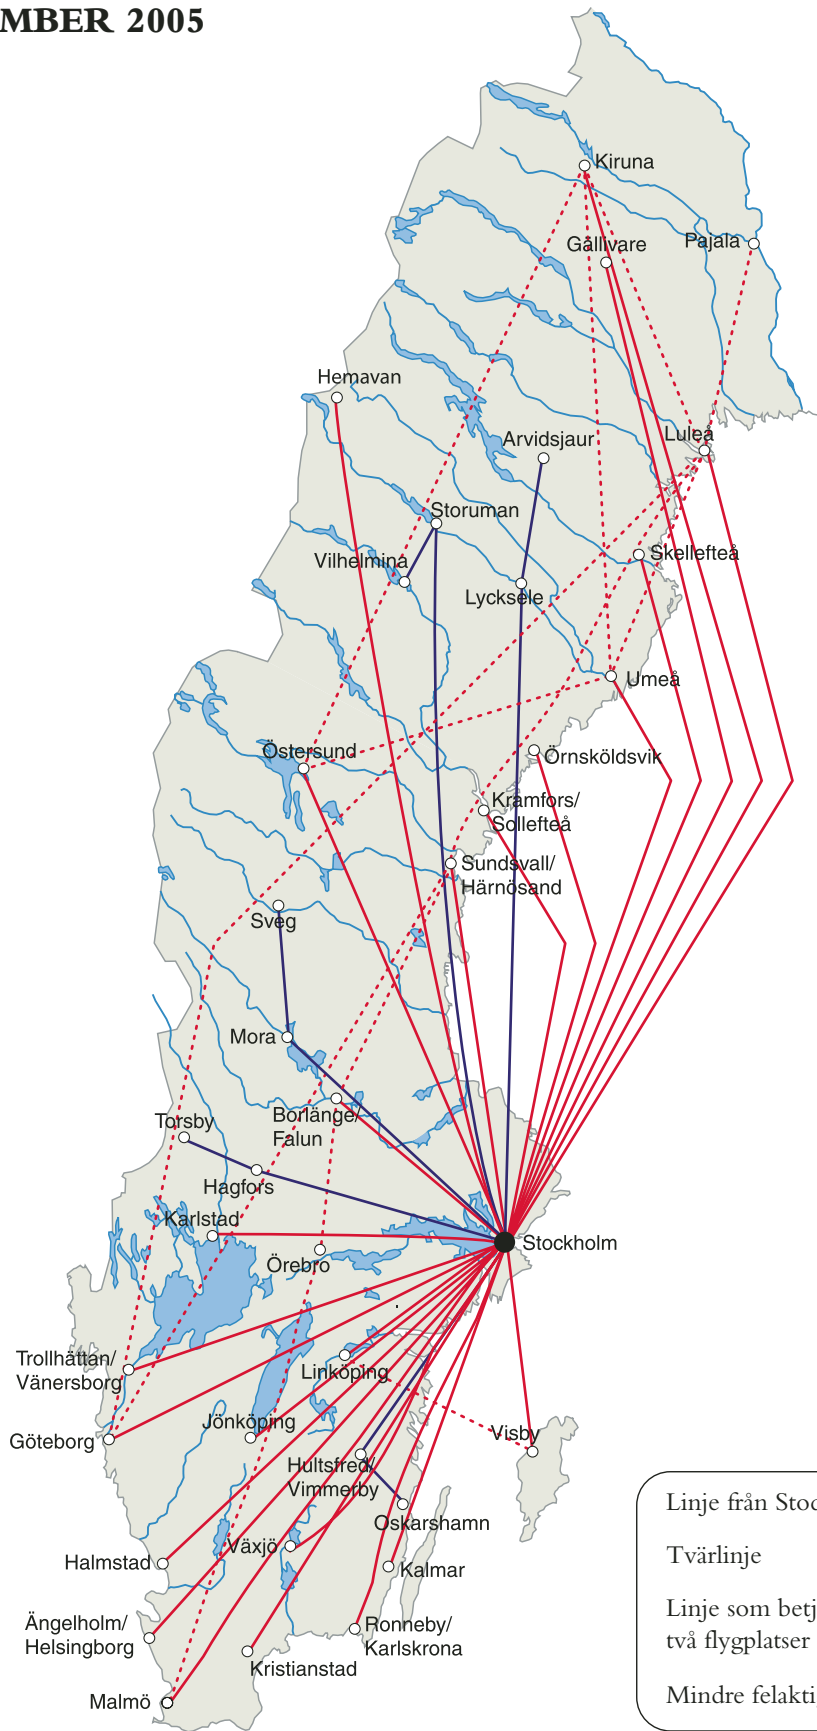 MBER 2005
Kiruna
Gällivare
Pajala
Hemavan
Luleå
Arvidsjaur
Storuman
Skellefteå
Vilhelmina
Lycksele
Umeå
Östersund
Örnsköldsvik
Kramfors/
Sollefteå
Sundsvall/
Härnösand
Sveg
Mora
Borlänge/
Falun
Torsby
Hagfors
Karlstad
Stockholm
Örebro
Trollhättan/
Vänersborg
Linköping
Jönköping
Göteborg
Visby
Hultsfred/
Vimmerby
Oskarshamn
Växjö
Halmstad
Kalmar
Ängelholm/
Helsingborg
Ronneby/
Karlskrona
Kristianstad
Malmö
Linje från Stoc
Tvärlinje
Linje som betj
två flygplatser
Mindre felakti